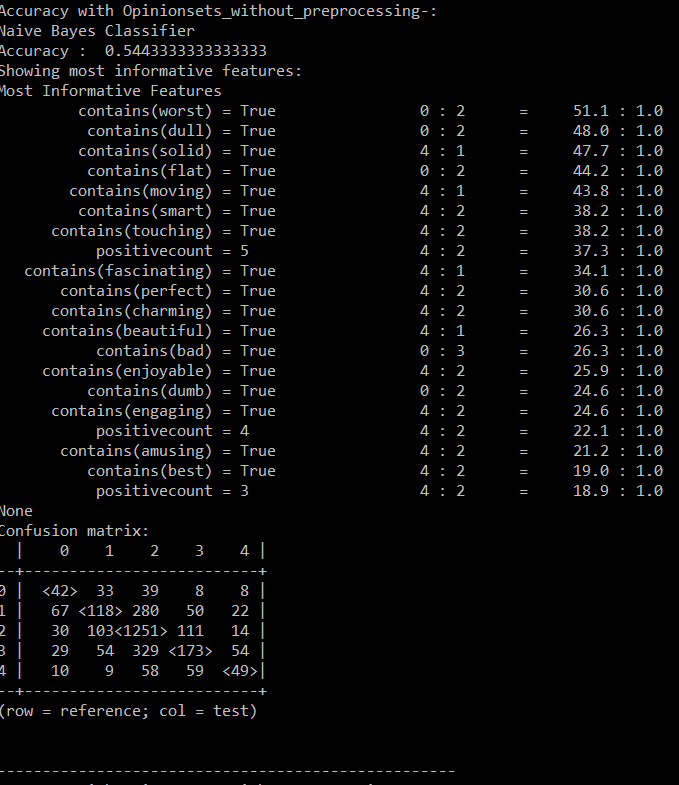 Accuracy with Opinionsets_without_preprocessing-:
Naive Bayes Classifier
Accuracy :  0.5443333333333333
Showing most informative features:
Most Informative Features
contains(worst) = True 0 : 2 = 51.1 : 1.0
contains(dull) = True 0 : 2 = 48.0 : 1.0
contains(solid) = True 4 : 1 = 47.7 : 1.0
contains(flat) = True 0 : 2 = 44.2 : 1.0
contains(moving) = True 4 : 1 = 43.8 : 1.0
contains(smart) = True 4 : 2 = 38.2 : 1.0
contains(touching) = True 4 : 2 = 38.2 : 1.0
positivecount = 5 4 : 2 = 37.3 : 1.0
contains(fascinating) = True 4 : 1 = 34.1 : 1.0
contains(perfect) = True 4 : 2 = 30.6 : 1.0
contains(charming) = True 4 : 2 = 30.6 : 1.0
contains(beautiful) = True 4 : 1 = 26.3 : 1.0
contains(bad) = True 0 : 3 = 26.3 : 1.0
contains(enjoyable) = True 4 : 2 = 25.9 : 1.0
contains(dumb) = True 0 : 2 = 24.6 : 1.0
contains(engaging) = True 4 : 2 = 24.6 : 1.0
positivecount = 4 4 : 2 = 22.1 : 1.0
contains(amusing) = True 4 : 2 = 21.2 : 1.0
contains(best) = True 4 : 2 = 19.0 : 1.0
positivecount = 3 4 : 2 = 18.9 : 1.0
None
Confusion matrix:
| 0 1 2 3 4 |
--+--------------------------+
0 | <42> 33 39 8 8 |
1 | 67 <118> 280 50 22 |
2 | 30 103<1251> 111 14 |
3 | 29 54 329 <173> 54 |
4 | 10 9 58 59 <49>|
--+--------------------------+
(row = reference; col = test)
---------------------------------------------------